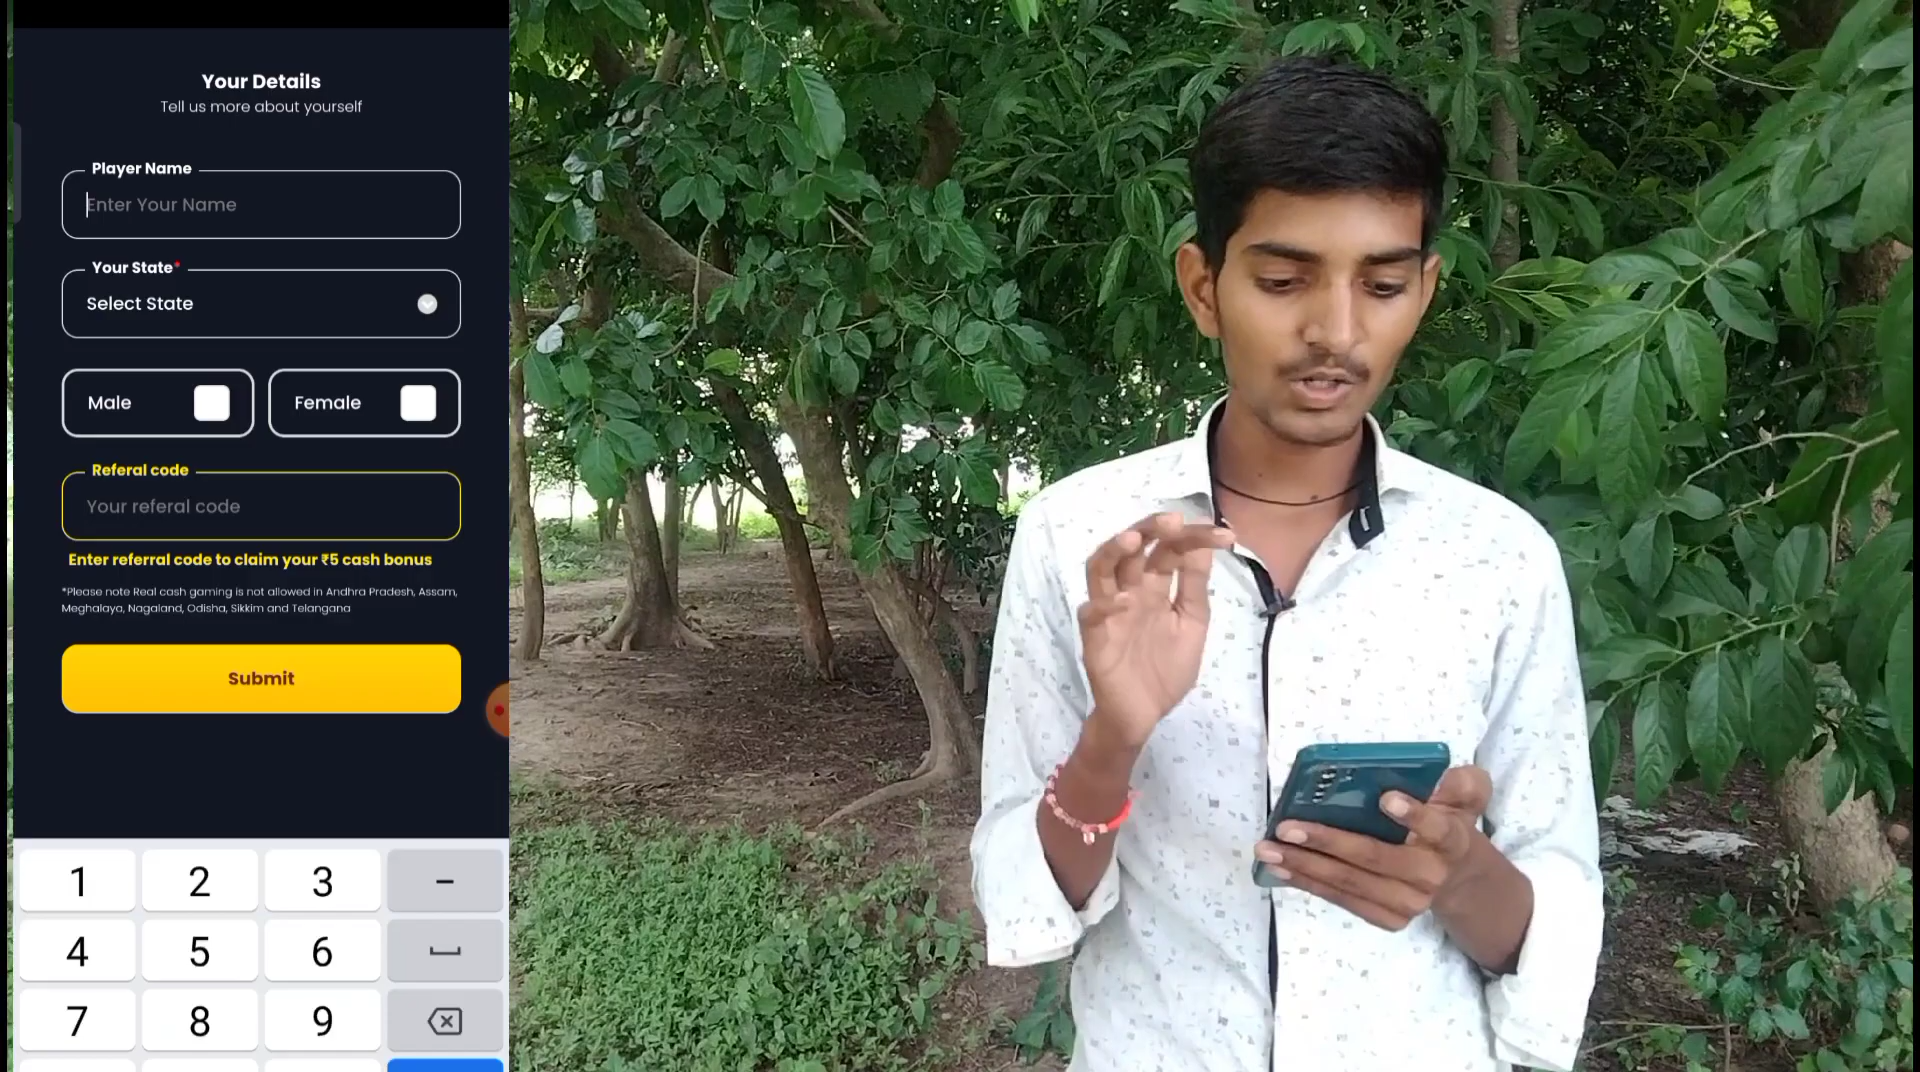 Your Details
Tell us more about yourself
Player Name
Enter Your Name
Your State*
Select State
Male
Female
Referal code
Your referal code
Enter referral code to claim your ₹5 cash bonus
*Please note Real cash gaming is not allowed in Andhra Pradesh, Assam,
Meghalaya, Nagaland, Odisha, Sikkim and Telangana
Submit
1 2 3 -
4 5 6
7 8 9